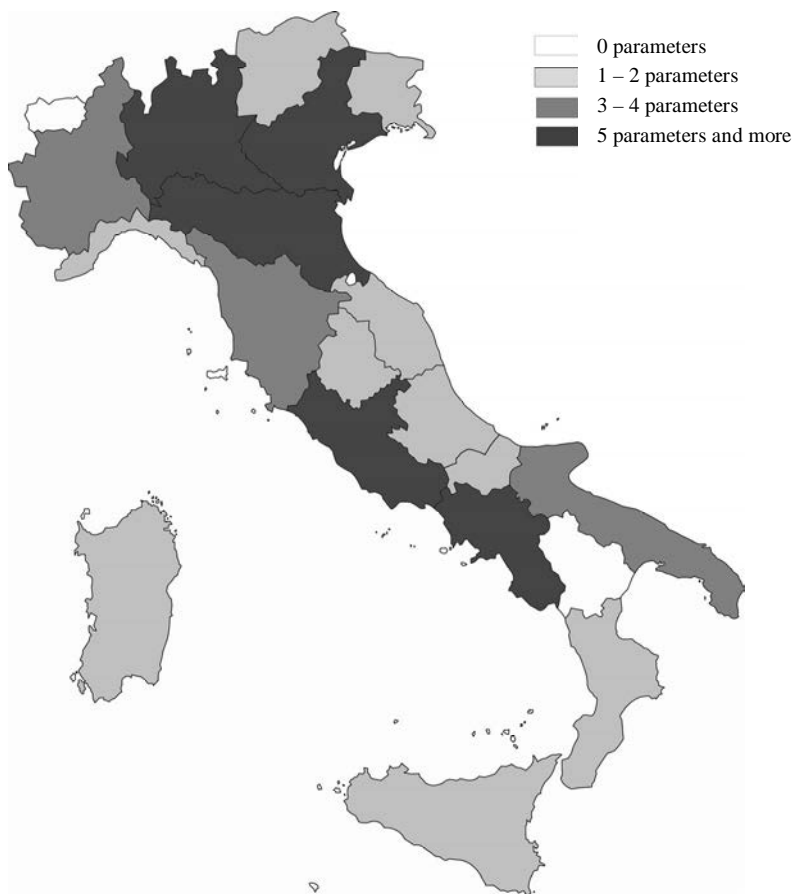 0 parameters
1 – 2 parameters
3 – 4 parameters
5 parameters and more